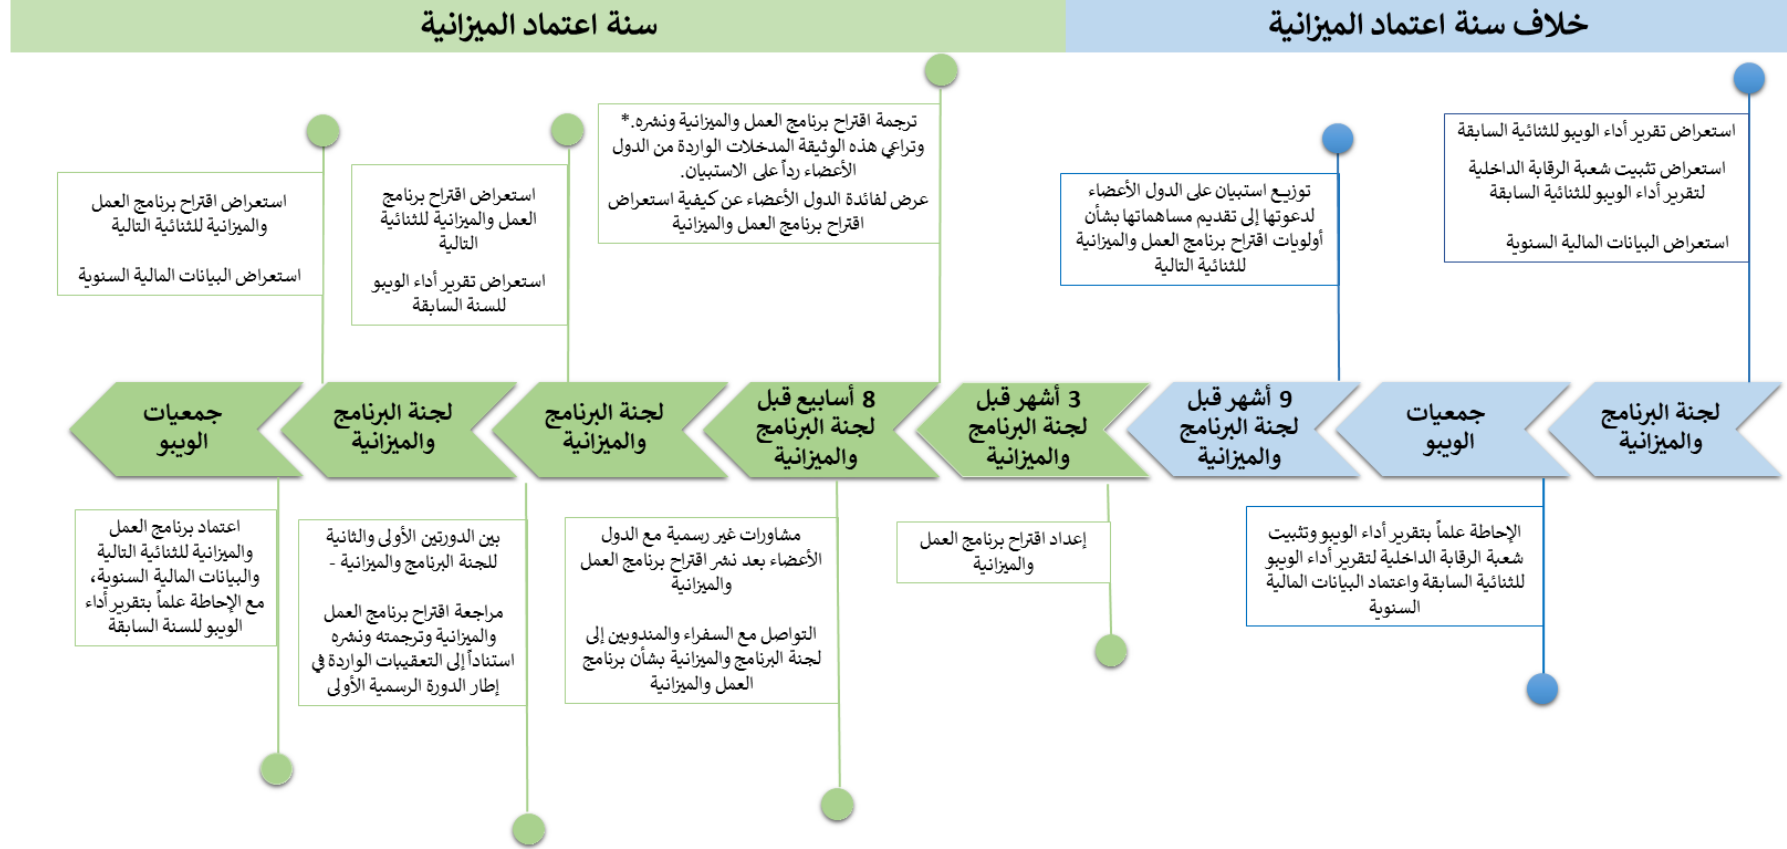 خلاف سنة اعتماد الميزانية
سنة اعتماد الميزانية
استعراض تقرير أداء الويبو للثنائية السابقة
استعراض تثبيت شعبة الرقابة الداخلية
لتقرير أداء الويبو للثنائية السابقة
استعراض البيانات المالية السنوية
توزيع استبيان على الدول الأعضاء
لدعوتها إلى تقديم مساهماتها بشأن
أولويات اقتراح برنامج العمل والميزانية
للثنائية التالية
ترجمة اقتراح برنامج العمل والميزانية ونشره.*
وتراعي هذه الوثيقة المدخلات الواردة من الدول
الأعضاء رداً على الاستبيان.
عرض لفائدة الدول الأعضاء عن كيفية استعراض
اقتراح برنامج العمل والميزانية
استعراض اقتراح برنامج
العمل والميزانية للثنائية
التالية
استعراض تقرير أداء الويبو
للسنة السابقة
استعراض اقتراح برنامج العمل
والميزانية للثنائية التالية
استعراض البيانات المالية السنوية
لجنة البرنامج
والميزانية
جمعيات
الويبو
9 أشهر قبل
لجنة البرنامج
والميزانية
3 أشهر قبل
لجنة البرنامج
والميزانية
8 أسابيع قبل
لجنة البرنامج
والميزانية
لجنة البرنامج
والميزانية
لجنة البرنامج
والميزانية
جمعيات
الويبو
الإحاطة علماً بتقرير أداء الويبو وتثبيت
شعبة الرقابة الداخلية لتقرير أداء الويبو
للثنائية السابقة واعتماد البيانات المالية
السنوية
إعداد اقتراح برنامج العمل
والميزانية
مشاورات غير رسمية مع الدول
الأعضاء بعد نشر اقتراح برنامج العمل
والميزانية
التواصل مع السفراء والمندوبين إلى
لجنة البرنامج والميزانية بشأن برنامج
العمل والميزانية
بين الدورتين الأولى والثانية
للجنة البرنامج والميزانية -
مراجعة اقتراح برنامج العمل
والميزانية وترجمته ونشره
استناداً إلى التعقيبات الواردة في
إطار الدورة الرسمية الأولى
اعتماد برنامج العمل
والميزانية للثنائية التالية
والبيانات المالية السنوية،
مع الإحاطة علماً بتقرير أداء
الويبو للسنة السابقة